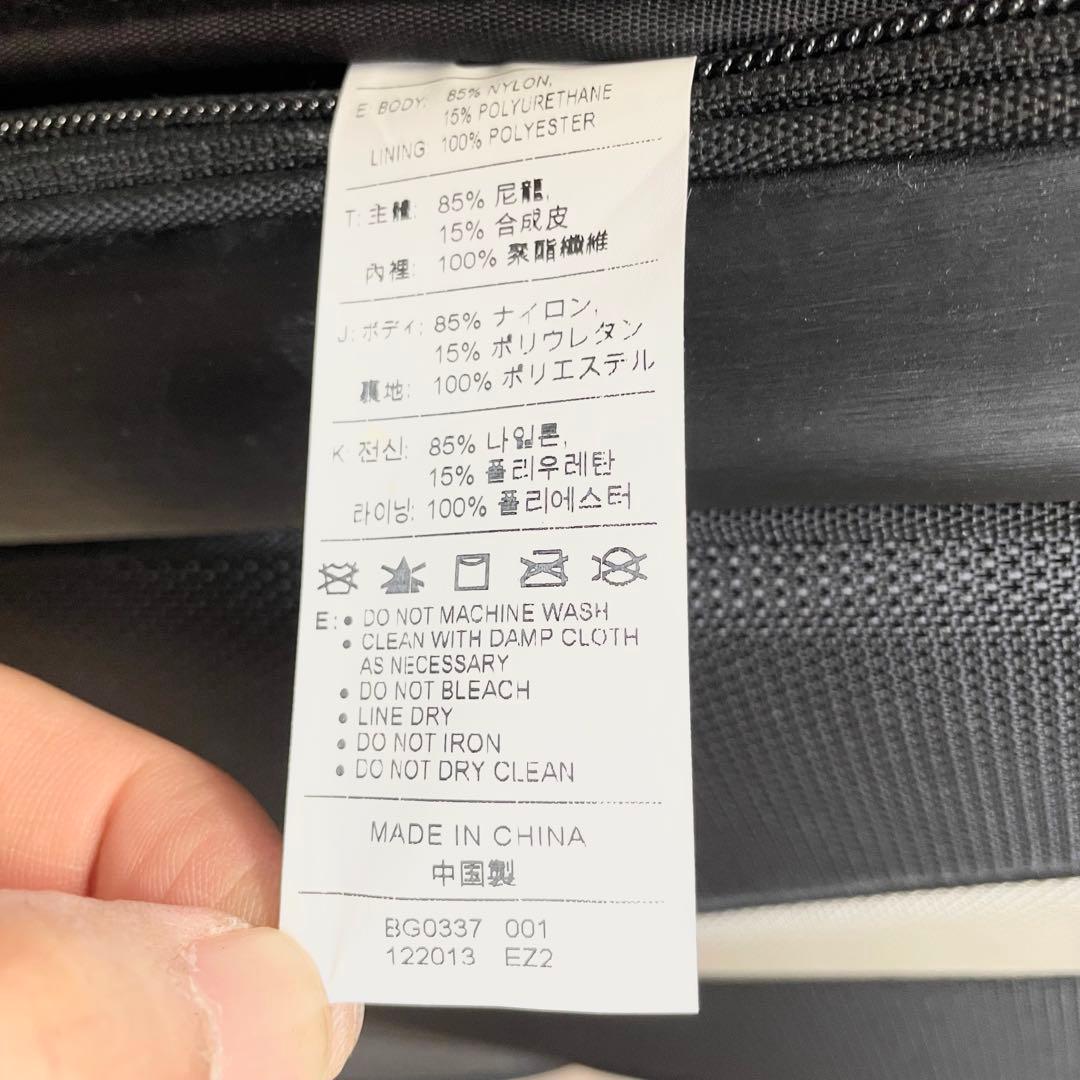 E: BODY: 85% NYLON,
15% POLYURETHANE
LINING: 100% POLYESTER
T: 主體: 85% 尼龍,
15% 合成皮
內裡: 100% 聚酯纖維
J: ボディ: 85% ナイロン,
15% ポリウレタン
裏地: 100% ポリエステル
K: 전신: 85% 나일론,
15% 폴리우레탄
라이닝: 100% 폴리에스터
E: • DO NOT MACHINE WASH
• CLEAN WITH DAMP CLOTH
AS NECESSARY
• DO NOT BLEACH
• LINE DRY
• DO NOT IRON
• DO NOT DRY CLEAN
MADE IN CHINA
中国製
BG0337 001
122013 EZ2